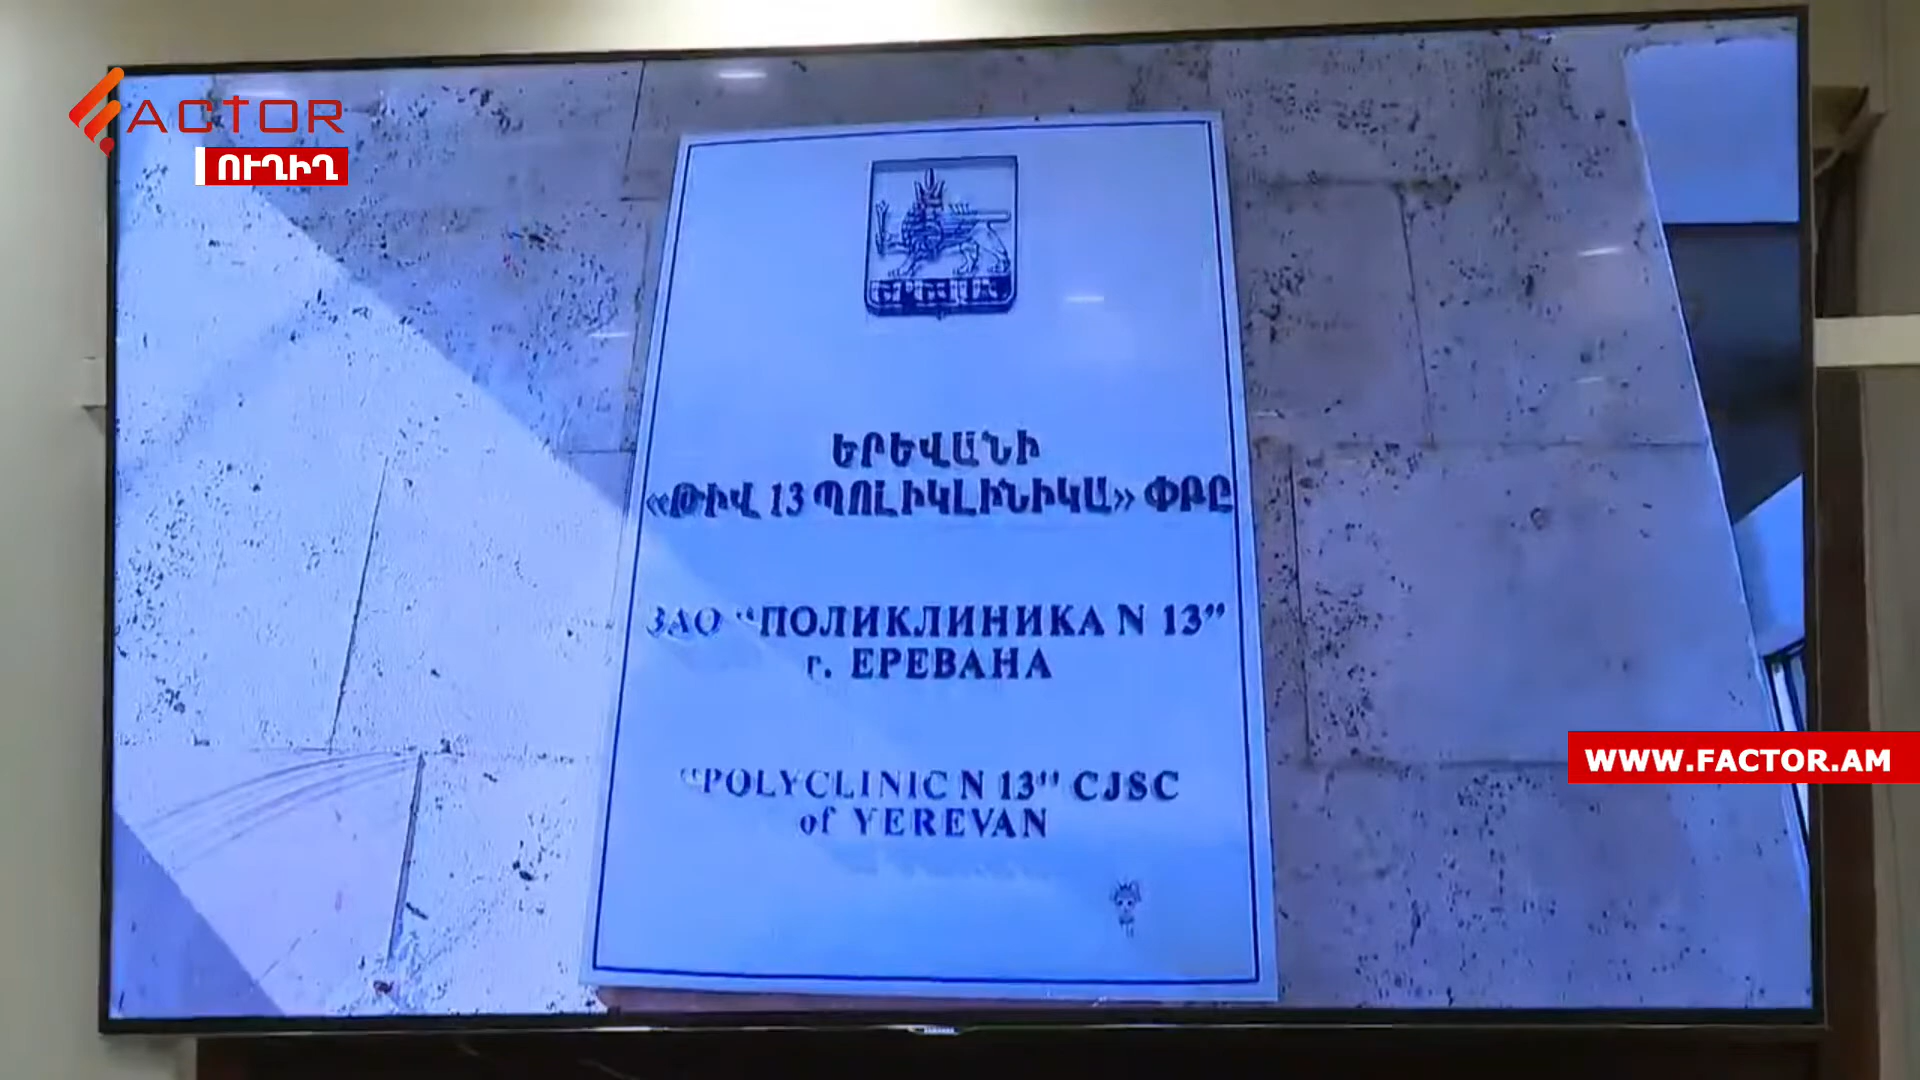 FACTOR
ՈՒՂԻՂ
ԵՐԵՎԱՆ
ԵՐԵՎԱՆԻ
«ԹԻՎ 13 ՊՈԼԻԿԼԻՆԻԿԱ» ՓԲԸ
ЗАО “ПОЛИКЛИНИКА N 13”
г. ЕРЕВАНА
“POLYCLINIC N 13” CJSC
of YEREVAN
WWW.FACTOR.AM